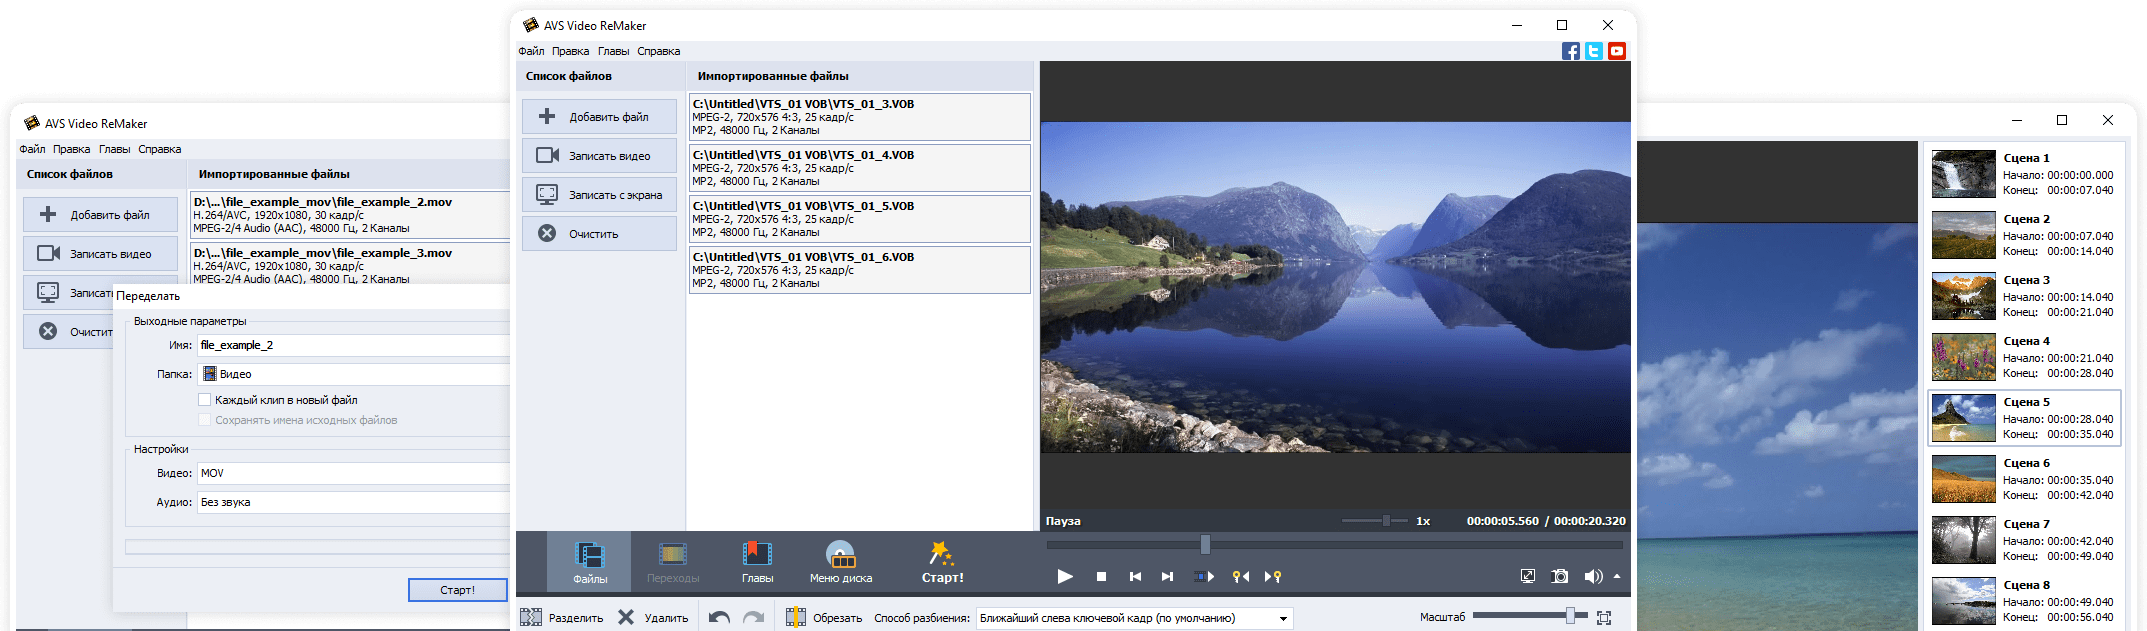 AVS Video ReMaker
Файл Правка Главы Справка
Список файлов
Импортированные файлы
Добавить файл
Записать видео
Записат
Очистит
D:\...\file_example_mov\file_example_2.mov
H.264/AVC, 1920x1080, 30 кадр/с
MPEG-2/4 Audio (AAC), 48000 Гц, 2 Каналы
D:\...\file_example_mov\file_example_3.mov
H.264/AVC, 1920x1080, 30 кадр/с
MPEG-2/4 Audio (AAC), 48000 Гц, 2 Каналы
Переделать
Выходные параметры
Имя: file_example_2
Папка: Видео
Каждый клип в новый файл
Сохранять имена исходных файлов
Настройки
Видео: MOV
Аудио: Без звука
Старт!
AVS Video ReMaker
Файл Правка Главы Справка
Список файлов
Импортированные файлы
Добавить файл
Записать видео
Записать с экрана
Очистить
C:\Untitled\VTS_01 VOB\VTS_01_3.VOB
MPEG-2, 720x576 4:3, 25 кадр/с
MP2, 48000 Гц, 2 Каналы
C:\Untitled\VTS_01 VOB\VTS_01_4.VOB
MPEG-2, 720x576 4:3, 25 кадр/с
MP2, 48000 Гц, 2 Каналы
C:\Untitled\VTS_01 VOB\VTS_01_5.VOB
MPEG-2, 720x576 4:3, 25 кадр/с
MP2, 48000 Гц, 2 Каналы
C:\Untitled\VTS_01 VOB\VTS_01_6.VOB
MPEG-2, 720x576 4:3, 25 кадр/с
MP2, 48000 Гц, 2 Каналы
Пауза
1x
00:00:05.560 / 00:00:20.320
Файлы
Переходы
Главы
Меню диска
Старт!
Разделить
Удалить
Обрезать
Способ разбиения: Ближайший слева ключевой кадр (по умолчанию)
Масштаб
Сцена 1
Начало: 00:00:00.000
Конец: 00:00:07.040
Сцена 2
Начало: 00:00:07.040
Конец: 00:00:14.040
Сцена 3
Начало: 00:00:14.040
Конец: 00:00:21.040
Сцена 4
Начало: 00:00:21.040
Конец: 00:00:28.040
Сцена 5
Начало: 00:00:28.040
Конец: 00:00:35.040
Сцена 6
Начало: 00:00:35.040
Конец: 00:00:42.040
Сцена 7
Начало: 00:00:42.040
Конец: 00:00:49.040
Сцена 8
Начало: 00:00:49.040
Конец: 00:00:56.040